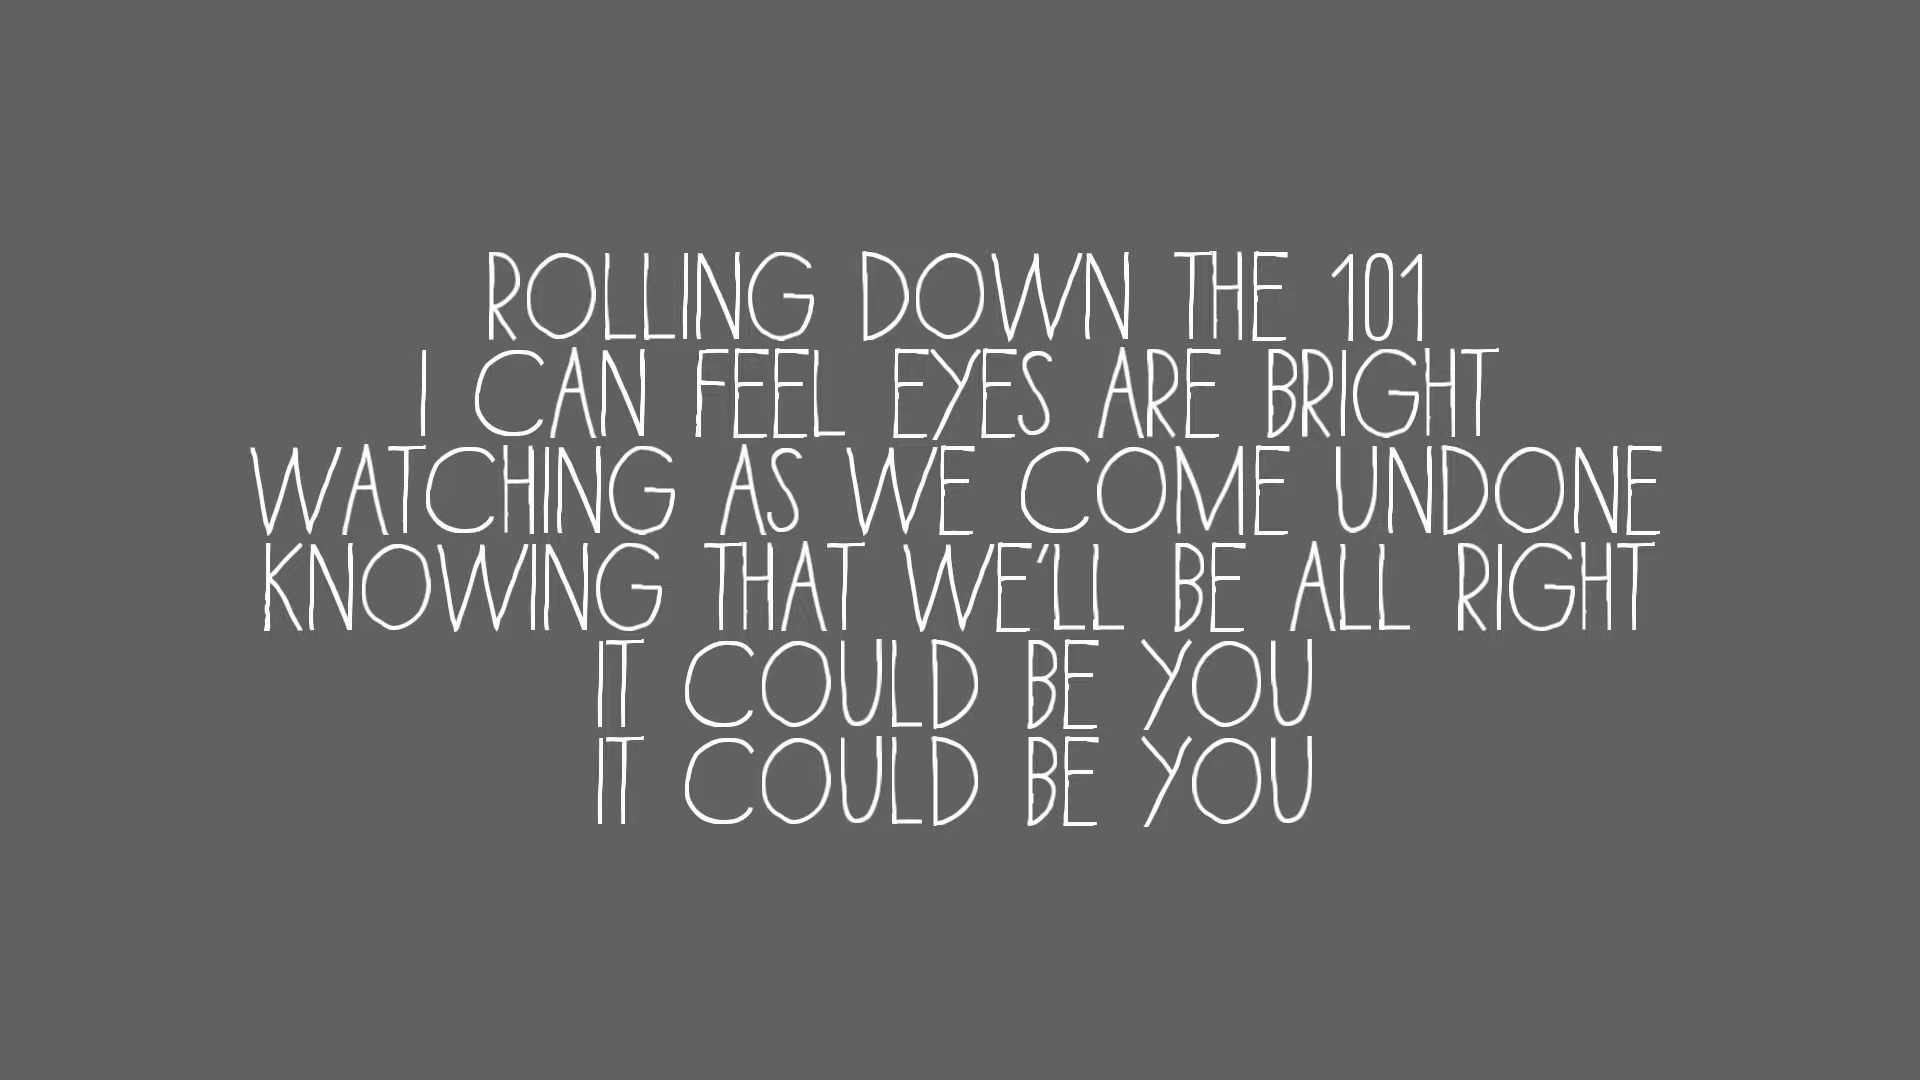 ROLLING DOWN THE 101
I CAN FEEL EYES ARE BRIGHT
WATCHING AS WE COME UNDONE
KNOWING THAT WE'LL BE ALL RIGHT
IT COULD BE YOU
IT COULD BE YOU